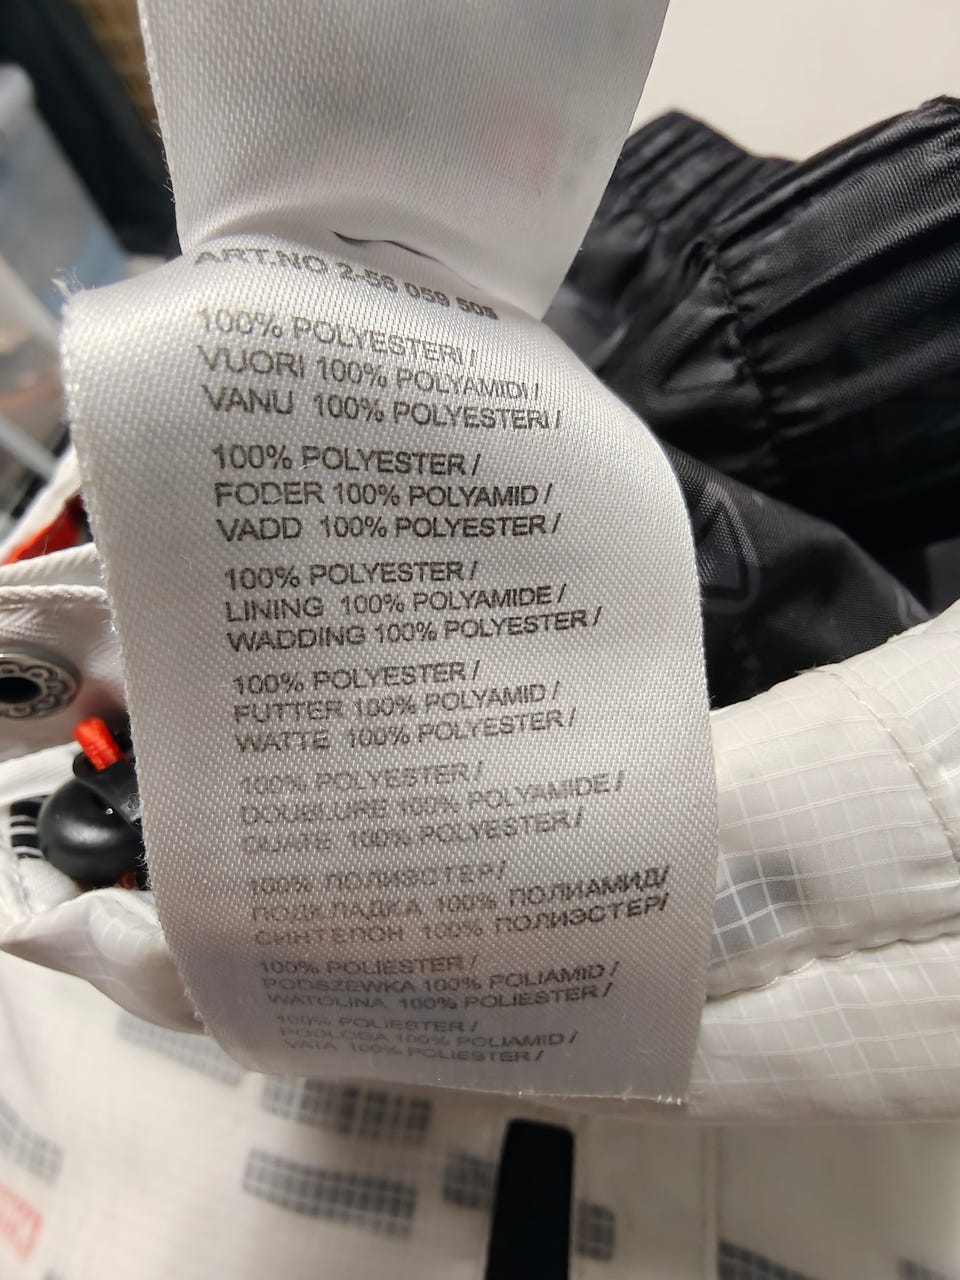 ART.NO 2-56 059 509
100% POLYESTERI /
VUORI 100% POLYAMIDI /
VANU 100% POLYESTERI /
100% POLYESTER /
FODER 100% POLYAMID /
VADD 100% POLYESTER /
100% POLYESTER /
LINING 100% POLYAMIDE /
WADDING 100% POLYESTER /
100% POLYESTER /
FUTTER 100% POLYAMID /
WATTE 100% POLYESTER /
100% POLYESTER /
DOUBLURE 100% POLYAMIDE /
OUATE 100% POLYESTER /
100% ПОЛИЭСТЕР/
ПОДКЛАДКА 100% ПОЛИАМИД/
СИНТЕПОН 100% ПОЛИЭСТЕР/
100% POLIESTER /
PODSZEWKA 100% POLIAMID /
WATOLINA 100% POLIESTER /
100% POLIESTER /
PODLOGA 100% POLIAMID /
VATA 100% POLIESTER /